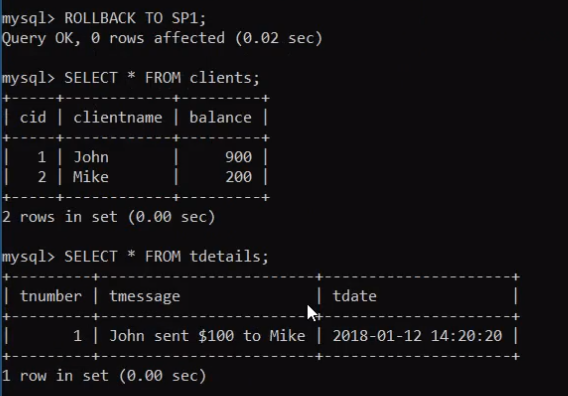 mysql> ROLLBACK TO SP1;
Query OK, 0 rows affected (0.02 sec)
mysql> SELECT * FROM clients;
+-----+------------+---------+
| cid | clientname | balance |
+-----+------------+---------+
|   1 | John       |     900 |
|   2 | Mike       |     200 |
+-----+------------+---------+
2 rows in set (0.00 sec)
mysql> SELECT * FROM tdetails;
+---------+------------------------+---------------------+
| tnumber | tmessage               | tdate               |
+---------+------------------------+---------------------+
|       1 | John sent $100 to Mike | 2018-01-12 14:20:20 |
+---------+------------------------+---------------------+
1 row in set (0.00 sec)